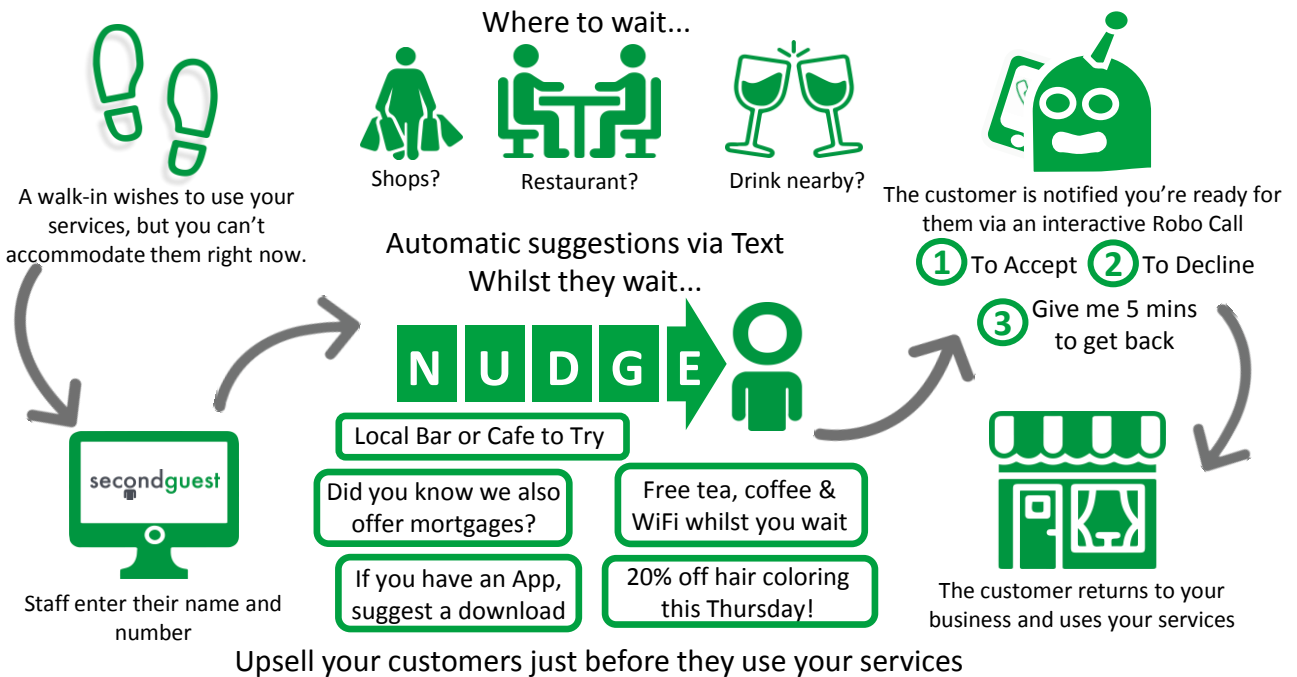 A walk-in wishes to use your
services, but you can't
accommodate them right now.
secondguest
Staff enter their name and
number
Where to wait...
Shops?
Restaurant?
Drink nearby?
Automatic suggestions via Text
Whilst they wait...
N U D G E
Local Bar or Cafe to Try
Did you know we also
offer mortgages?
Free tea, coffee &
WiFi whilst you wait
If you have an App,
suggest a download
20% off hair coloring
this Thursday!
The customer is notified you're ready for
them via an interactive Robo Call
1 To Accept 2 To Decline
3 Give me 5 mins
to get back
The customer returns to your
business and uses your services
Upsell your customers just before they use your services